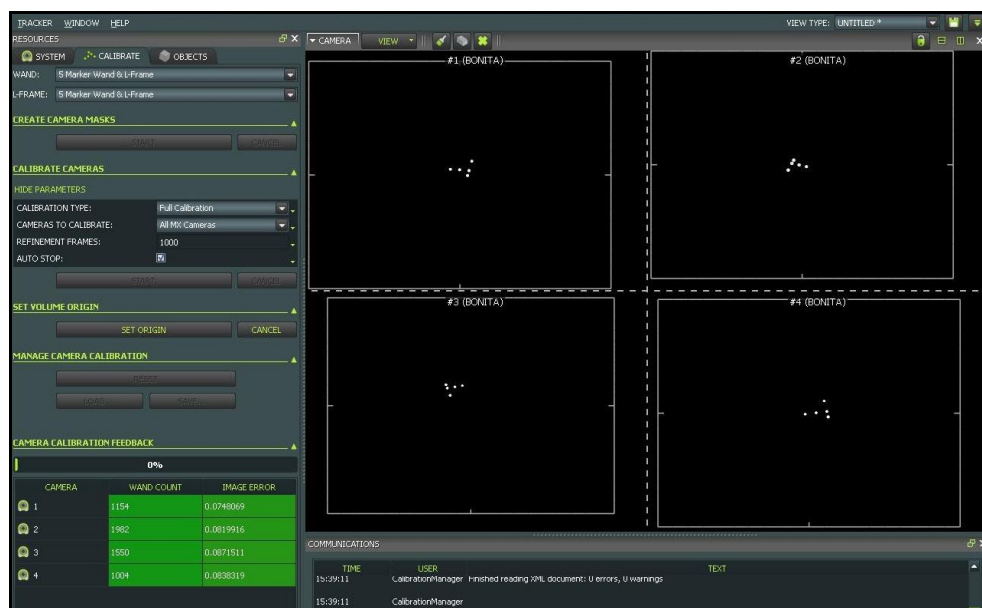 TRACKER WINDOW HELP
VIEW TYPE: UNTITLED *
RESOURCES
SYSTEM CALIBRATE OBJECTS
CAMERA VIEW
WAND: 5 Marker Wand & L-Frame
L-FRAME: 5 Marker Wand & L-Frame
CREATE CAMERA MASKS
START CANCEL
CALIBRATE CAMERAS
HIDE PARAMETERS
CALIBRATION TYPE: Full Calibration
CAMERAS TO CALIBRATE: All MX Cameras
REFINEMENT FRAMES: 1000
AUTO STOP:
START CANCEL
SET VOLUME ORIGIN
SET ORIGIN CANCEL
MANAGE CAMERA CALIBRATION
RESET
LOAD... SAVE...
CAMERA CALIBRATION FEEDBACK
0%
CAMERA WAND COUNT IMAGE ERROR
1 1154 0.0748069
2 1982 0.0819916
3 1550 0.0871511
4 1004 0.0838319
#1 (BONITA)
#2 (BONITA)
#3 (BONITA)
#4 (BONITA)
COMMUNICATIONS
TIME USER TEXT
15:39:11 CalibrationManager Finished reading XML document: 0 errors, 0 warnings
15:39:11 CalibrationManager